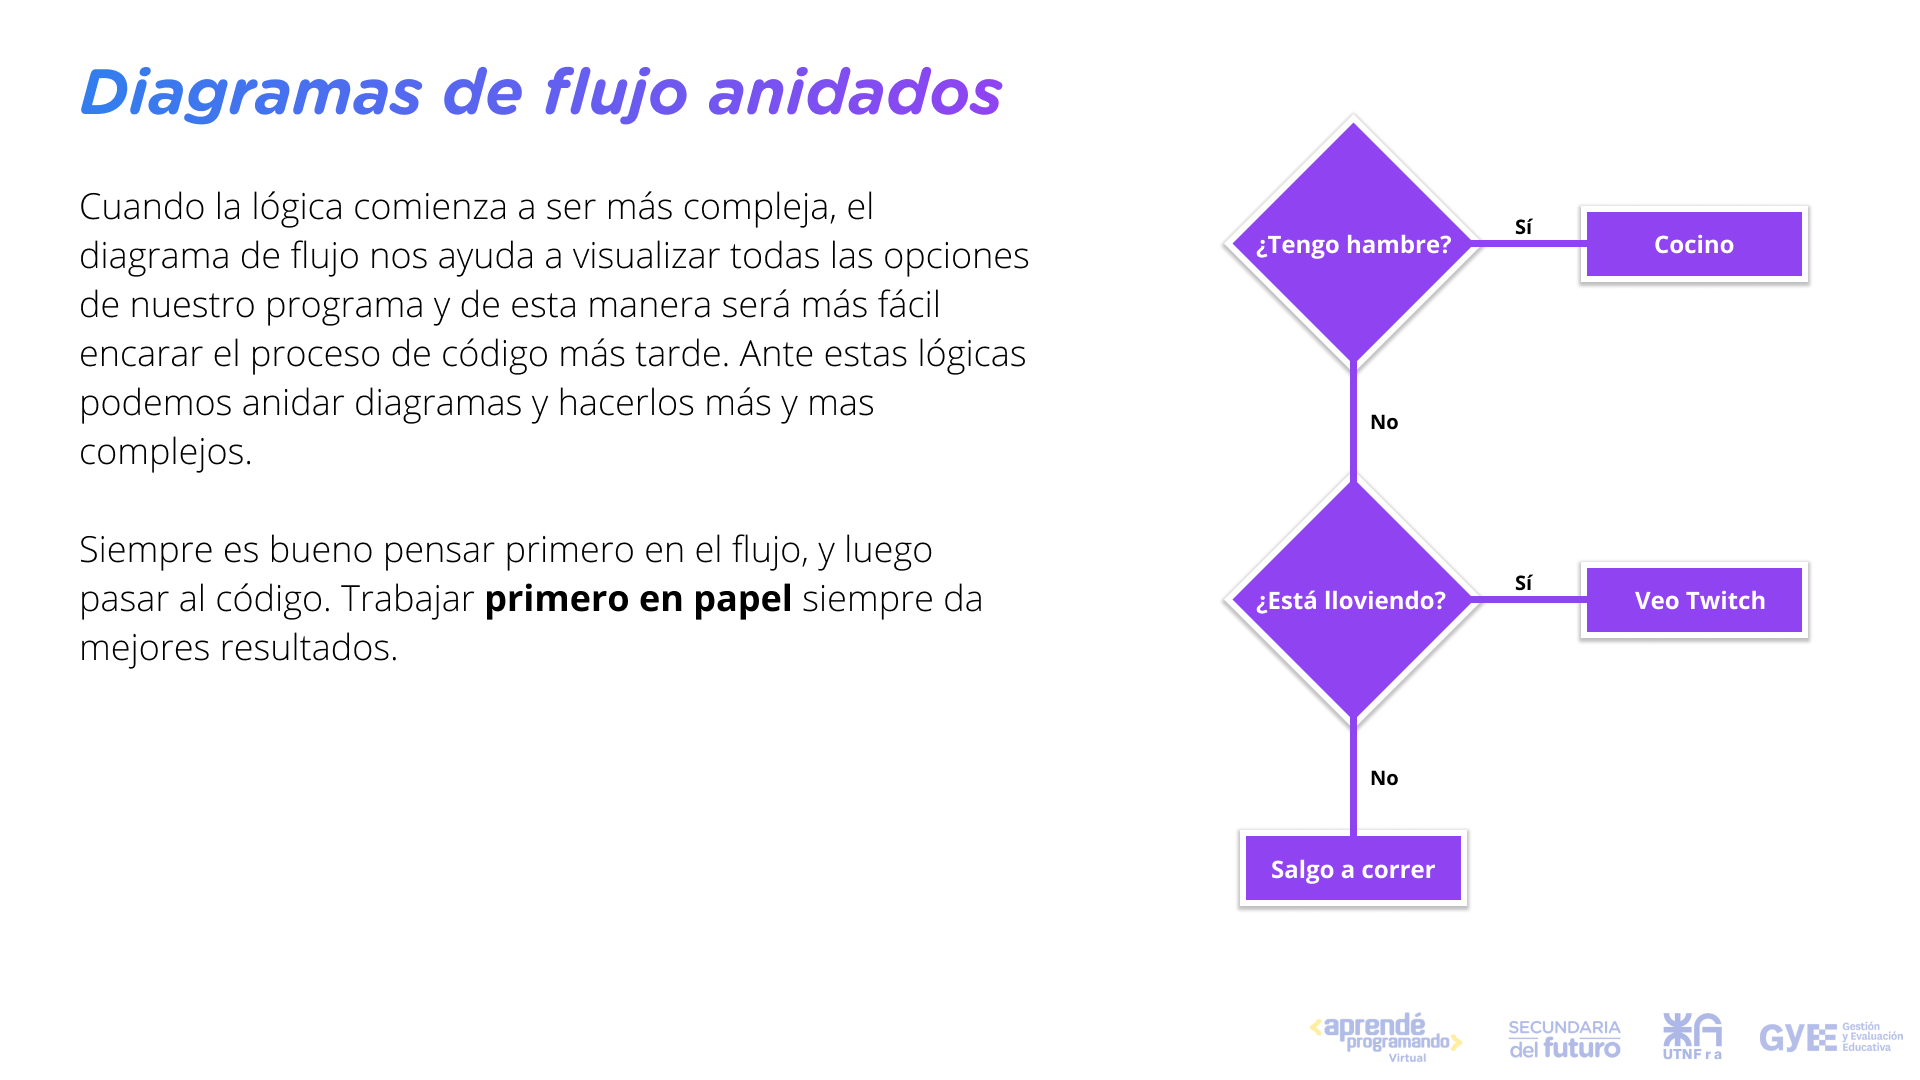 Diagramas de flujo anidados
Cuando la lógica comienza a ser más compleja, el
diagrama de flujo nos ayuda a visualizar todas las opciones
de nuestro programa y de esta manera será más fácil
encarar el proceso de código más tarde. Ante estas lógicas
podemos anidar diagramas y hacerlos más y mas
complejos.
Siempre es bueno pensar primero en el flujo, y luego
pasar al código. Trabajar primero en papel siempre da
mejores resultados.
¿Tengo hambre?
Sí
Cocino
No
¿Está lloviendo?
Sí
Veo Twitch
No
Salgo a correr
<aprendé
programando>
Virtual
SECUNDARIA
del futuro
UTNFra
GYEE
Gestión
y Evaluación
Educativa